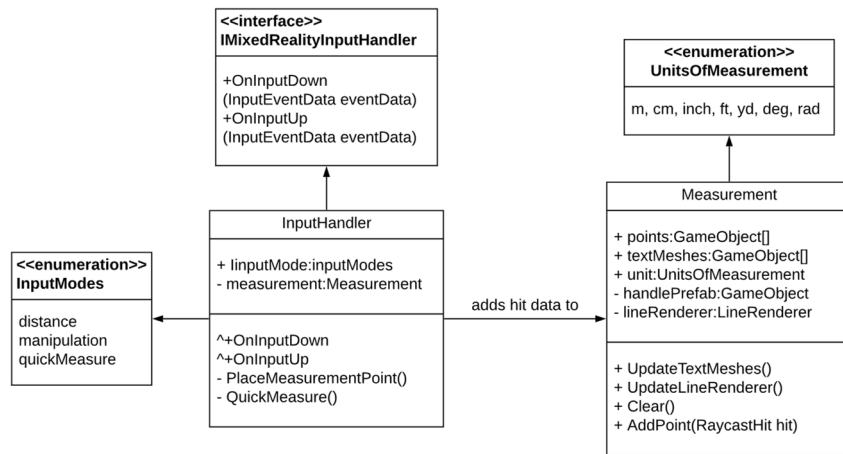 <<interface>>
IMixedRealityInputHandler
+OnInputDown
(InputEventData eventData)
+OnInputUp
(InputEventData eventData)
<<enumeration>>
UnitsOfMeasurement
m, cm, inch, ft, yd, deg, rad
<<enumeration>>
InputModes
distance
manipulation
quickMeasure
InputHandler
+ IinputMode:inputModes
- measurement:Measurement
^+OnInputDown
^+OnInputUp
- PlaceMeasurementPoint()
- QuickMeasure()
adds hit data to
Measurement
+ points:GameObject[]
+ textMeshes:GameObject[]
+ unit:UnitsOfMeasurement
- handlePrefab:GameObject
- lineRenderer:LineRenderer
+ UpdateTextMeshes()
+ UpdateLineRenderer()
+ Clear()
+ AddPoint(RaycastHit hit)